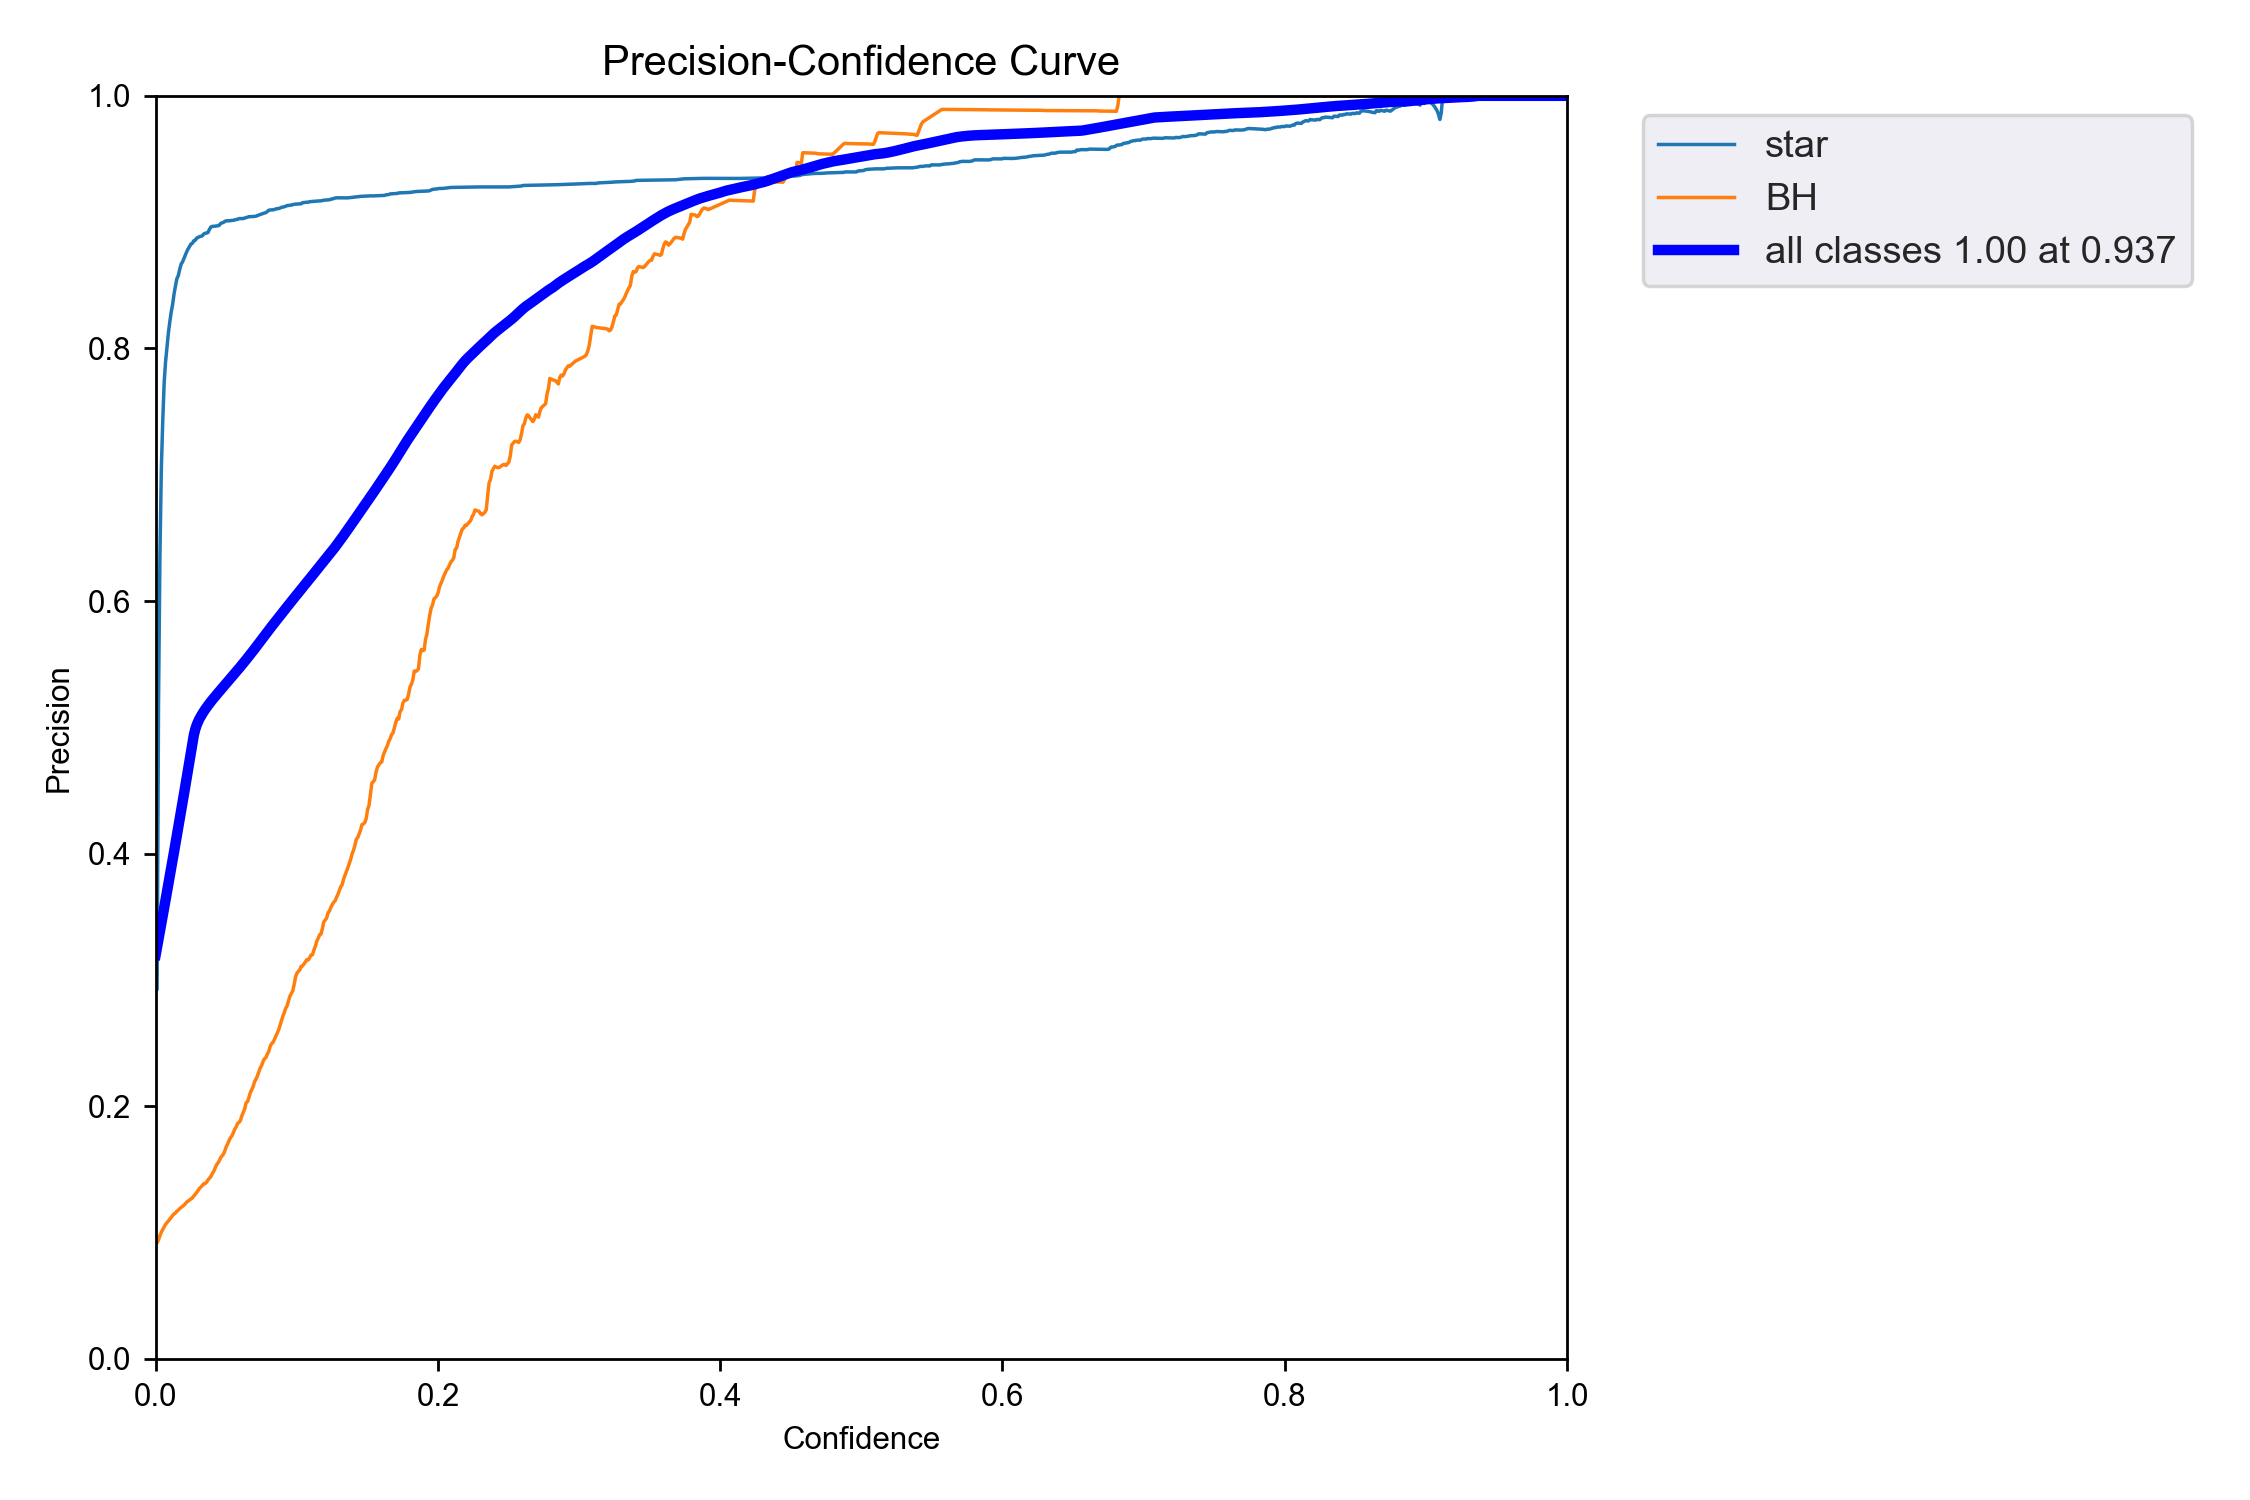 Precision-Confidence Curve
1.0
0.8
0.6
0.4
0.2
0.0
Precision
0.0 0.2 0.4 0.6 0.8 1.0
Confidence
star
BH
all classes 1.00 at 0.937